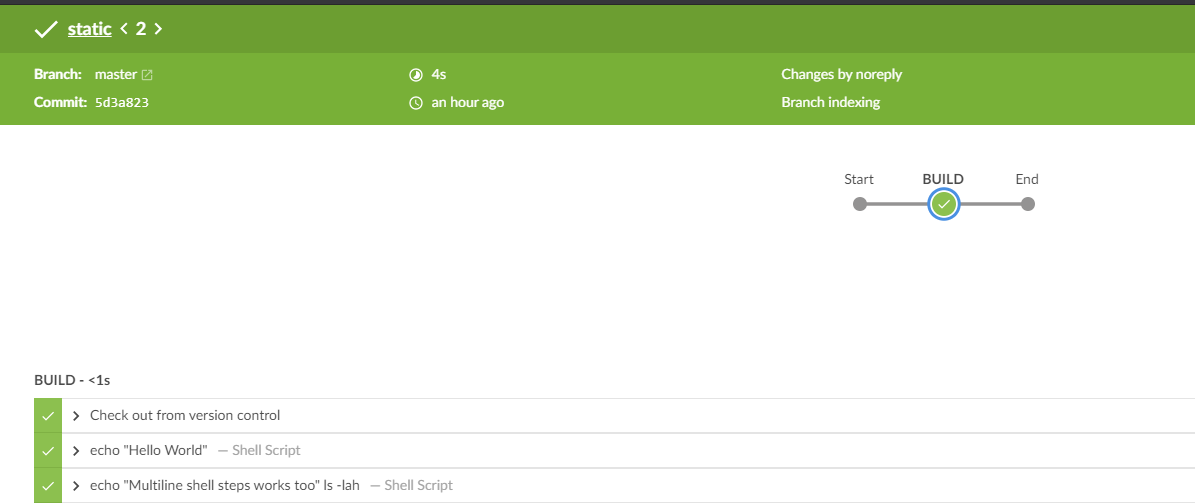 static < 2 >
Branch: master 4s Changes by noreply
Commit: 5d3a823 an hour ago Branch indexing
Start BUILD End
BUILD - <1s
Check out from version control
echo "Hello World" — Shell Script
echo "Multiline shell steps works too" ls -lah — Shell Script